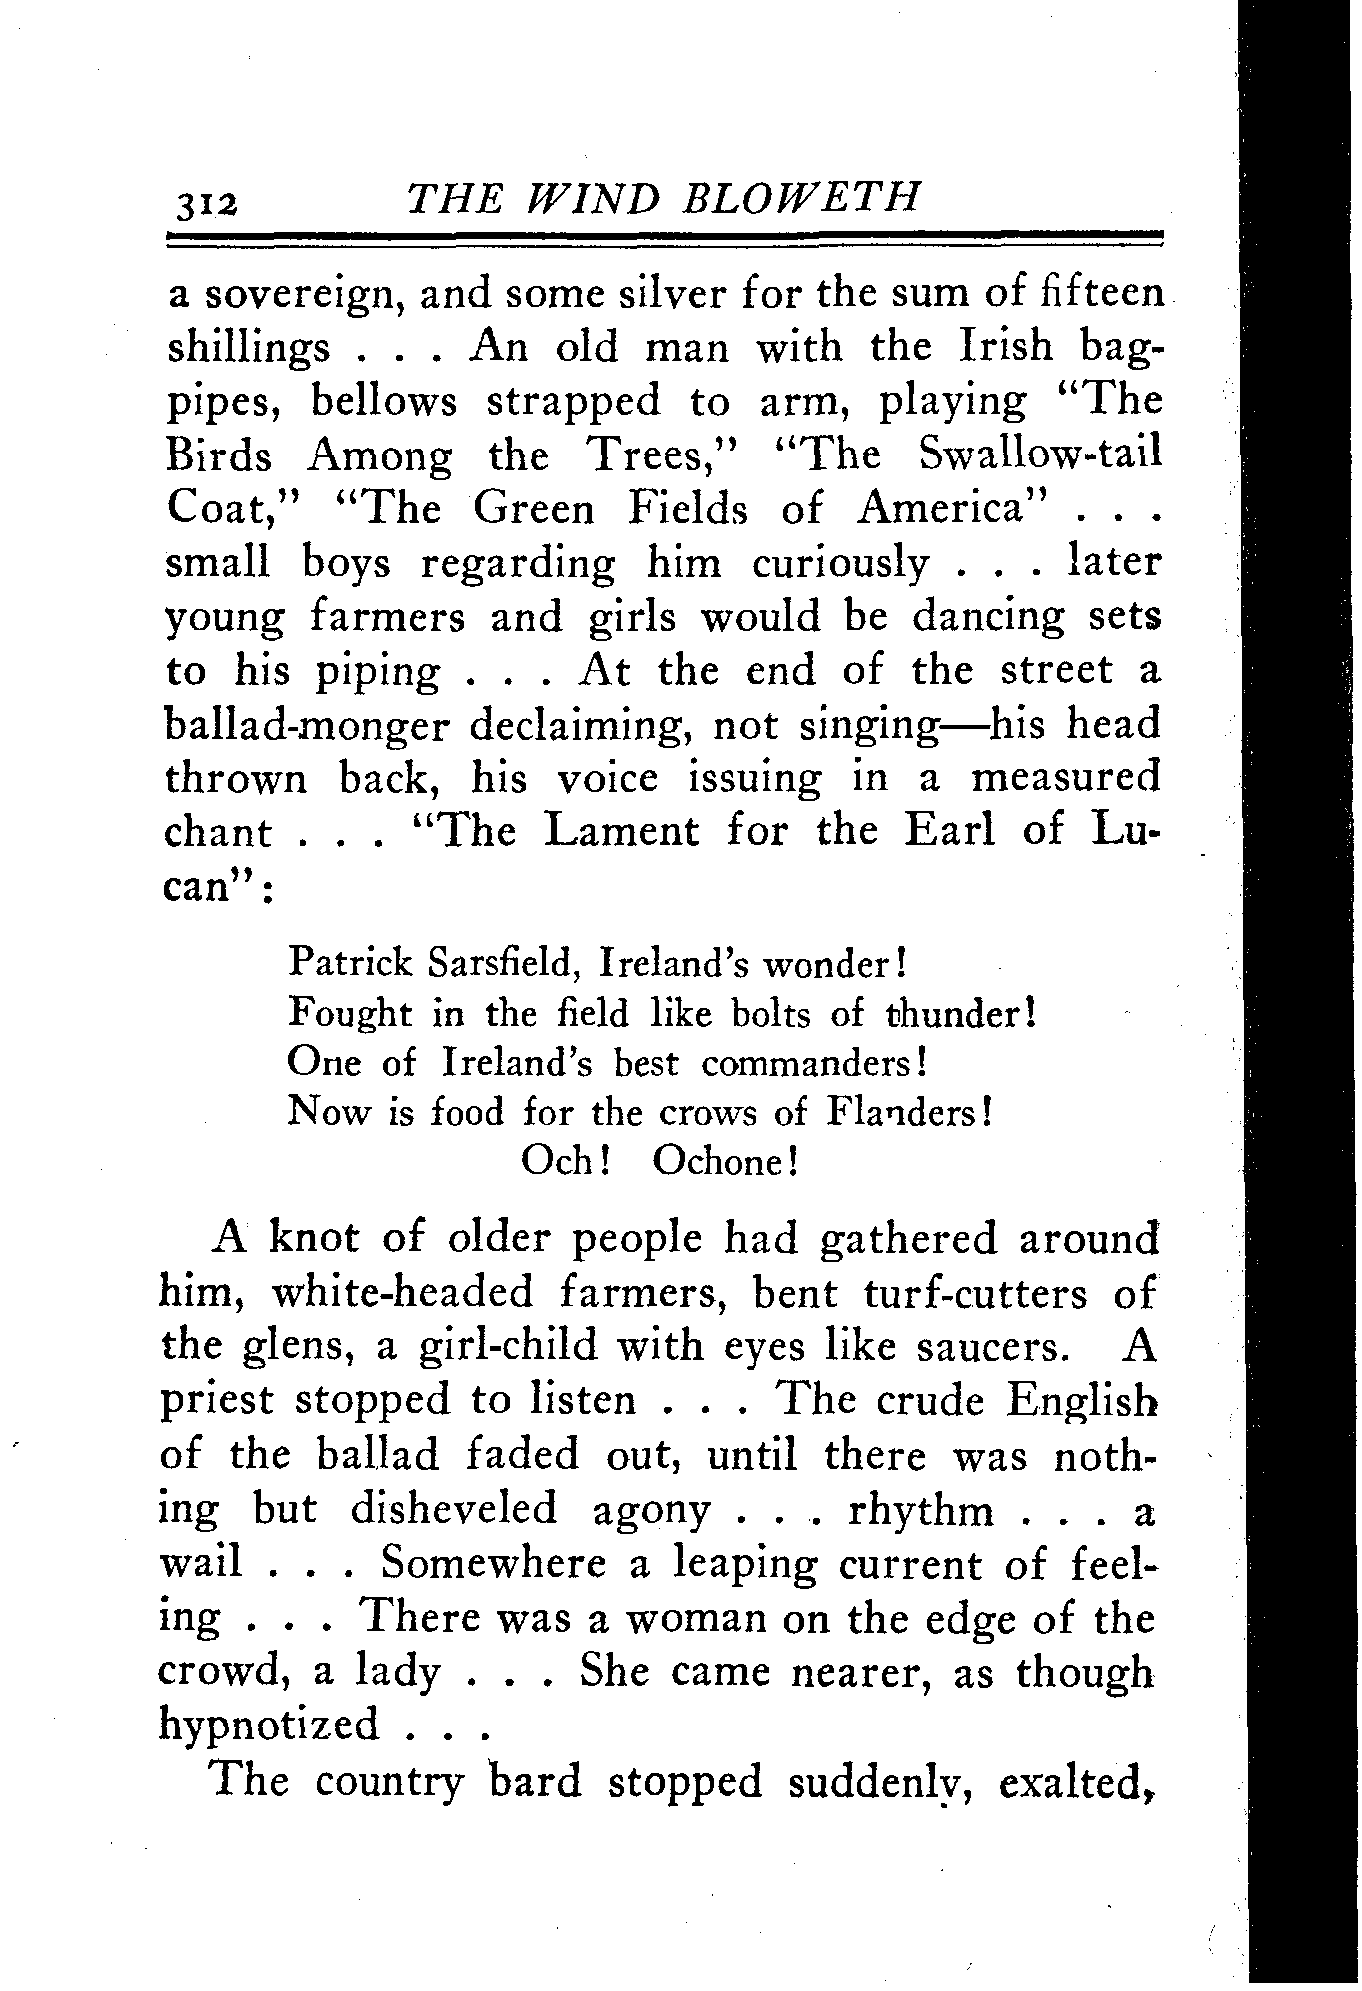 312 THE WIND BLOWETH
a sovereign, and some silver for the sum of fifteen
shillings . . . An old man with the Irish bag-
pipes, bellows strapped to arm, playing “The
Birds Among the Trees,” “The Swallow-tail
Coat,” “The Green Fields of America” . . .
small boys regarding him curiously . . . later
young farmers and girls would be dancing sets
to his piping . . . At the end of the street a
ballad-monger declaiming, not singing—his head
thrown back, his voice issuing in a measured
chant . . . “The Lament for the Earl of Lu-
can”:
Patrick Sarsfield, Ireland’s wonder!
Fought in the field like bolts of thunder!
One of Ireland’s best commanders!
Now is food for the crows of Flanders!
Och! Ochone!
A knot of older people had gathered around
him, white-headed farmers, bent turf-cutters of
the glens, a girl-child with eyes like saucers. A
priest stopped to listen . . . The crude English
of the ballad faded out, until there was noth-
ing but disheveled agony . . . rhythm . . . a
wail . . . Somewhere a leaping current of feel-
ing . . . There was a woman on the edge of the
crowd, a lady . . . She came nearer, as though
hypnotized . . .
The country bard stopped suddenly, exalted,